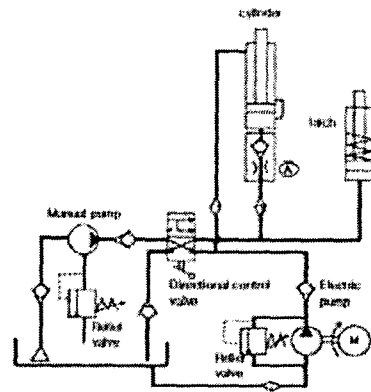 cylinder
latch
A
Manual pump
Directional control
valve
Electric
pump
Relief
valve
Relief
valve
M